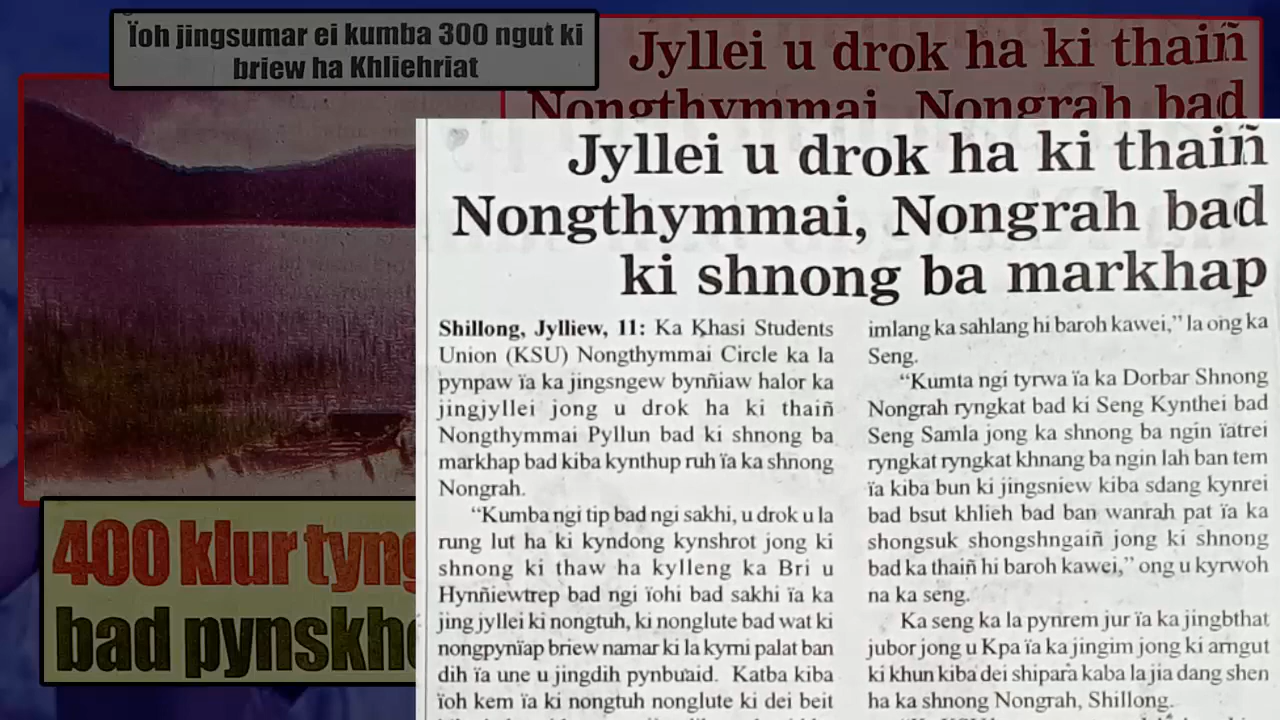 Ïoh jingsumar ei kumba 300 ngut ki
briew ha Khliehriat
Jyllei u drok ha ki thaiñ
Nongthymmai, Nongrah bad
400 klur tyng
bad pynskh
Jyllei u drok ha ki thaiñ
Nongthymmai, Nongrah bad
ki shnong ba markhap
Shillong, Jylliew, 11: Ka Khasi Students
Union (KSU) Nongthymmai Circle ka la
pynpaw ïa ka jingsngew bynñiaw halor ka
jingjyllei jong u drok ha ki thaiñ
Nongthymmai Pyllun bad ki shnong ba
markhap bad kiba kynthup ruh ïa ka shnong
Nongrah.
“Kumba ngi tip bad ngi sakhi, u drok u la
rung lut ha ki kyndong kynshrot jong ki
shnong ki thaw ha kylleng ka Bri u
Hynñiewtrep bad ngi ïohi bad sakhi ïa ka
jing jyllei ki nongtuh, ki nonglute bad wat ki
nongpynïap briew namar ki la kyrni palat ban
dih ïa une u jingdih pynbuaid. Katba kiba
ïoh kem ïa ki nongtuh nonglute ki dei beit
imlang ka sahlang hi baroh kawei,” la ong ka
Seng.
“Kumta ngi tyrwa ïa ka Dorbar Shnong
Nongrah ryngkat bad ki Seng Kynthei bad
Seng Samla jong ka shnong ba ngin ïatrei
ryngkat ryngkat khnang ba ngin lah ban tem
ïa kiba bun ki jingsniew kiba sdang kynrei
bad bsut khlieh bad ban wanrah pat ïa ka
shongsuk shongshngaiñ jong ki shnong
bad ka thaiñ hi baroh kawei,” ong u kyrwoh
na ka seng.
Ka seng ka la pynrem jur ïa ka jingbthat
jubor jong u Kpa ïa ka jingim jong ki arngut
ki khun kiba dei shipara kaba la jia dang shen
ha ka shnong Nongrah, Shillong.